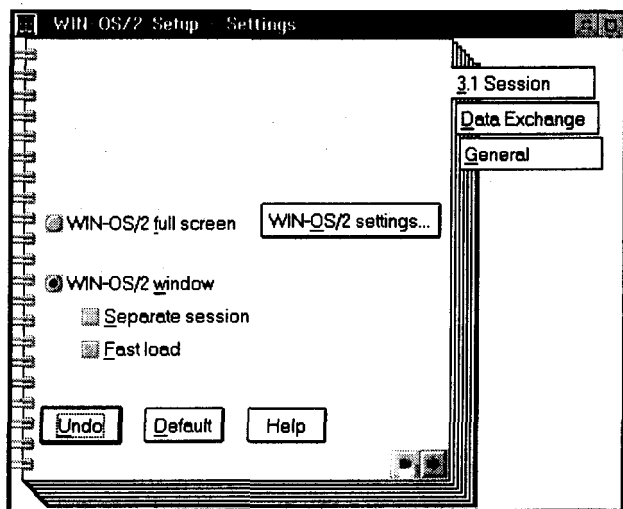 WIN-OS/2 Setup - Settings
3.1 Session
Data Exchange
General
WIN-OS/2 full screen
WIN-OS/2 settings...
WIN-OS/2 window
Separate session
Fast load
Undo
Default
Help